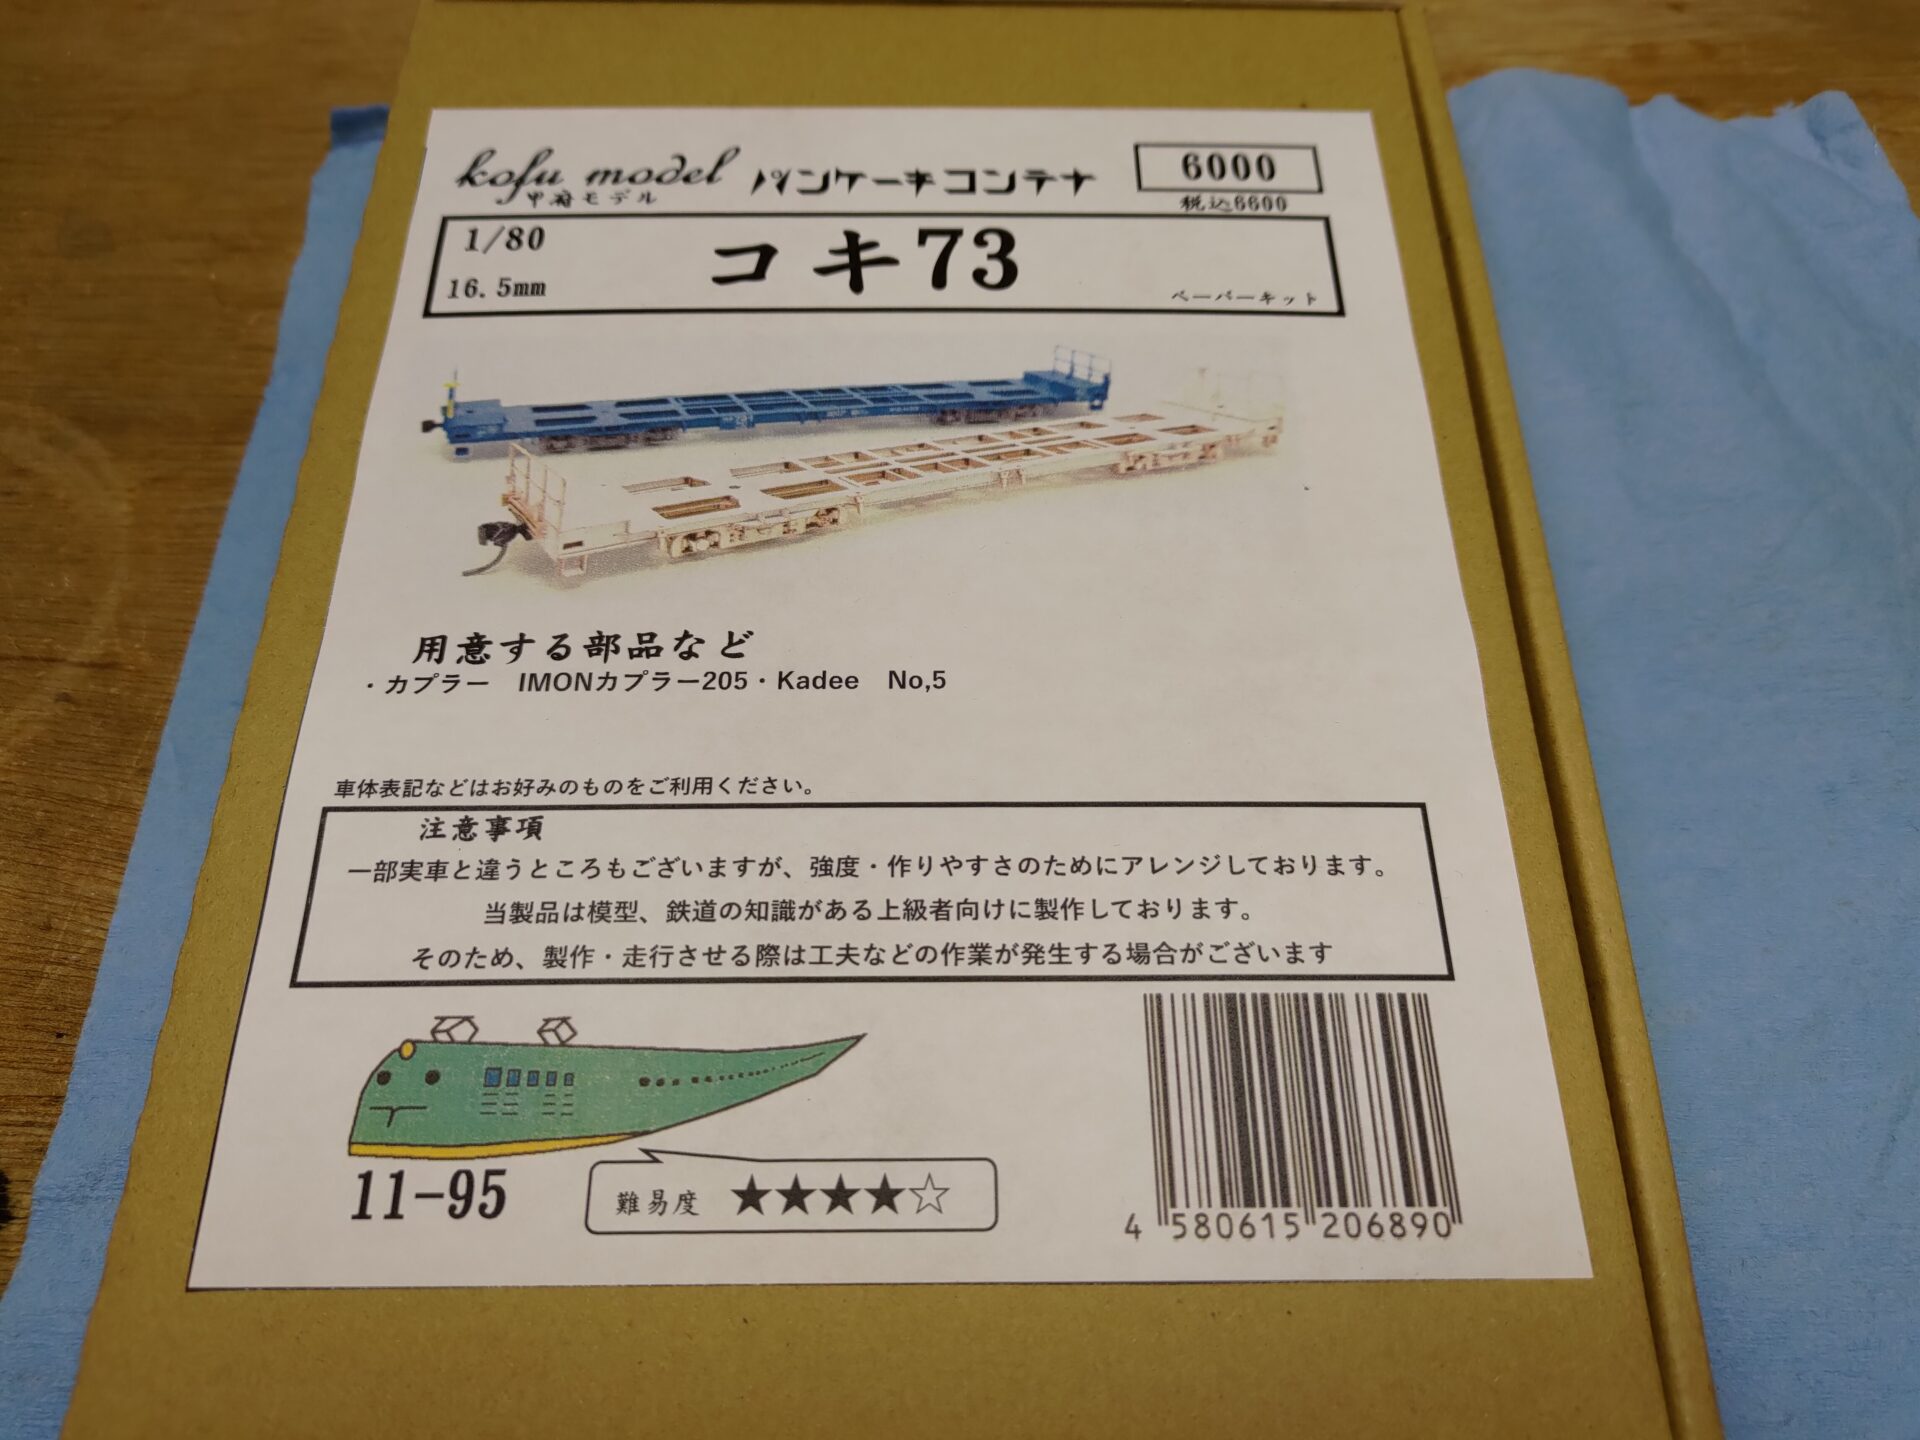 kofu model パンケーキコンテナ 6000
甲府モデル 税込6600
1/80 コキ73
16.5mm ペーパーキット
用意する部品など
・カプラー　IMONカプラー205・Kadee　No,5
車体表記などはお好みのものをご利用ください。
注意事項
一部実車と違うところもございますが、強度・作りやすさのためにアレンジしております。
当製品は模型、鉄道の知識がある上級者向けに製作しております。
そのため、製作・走行させる際は工夫などの作業が発生する場合がございます
11-95
難易度 ★★★★☆
4 580615 206890